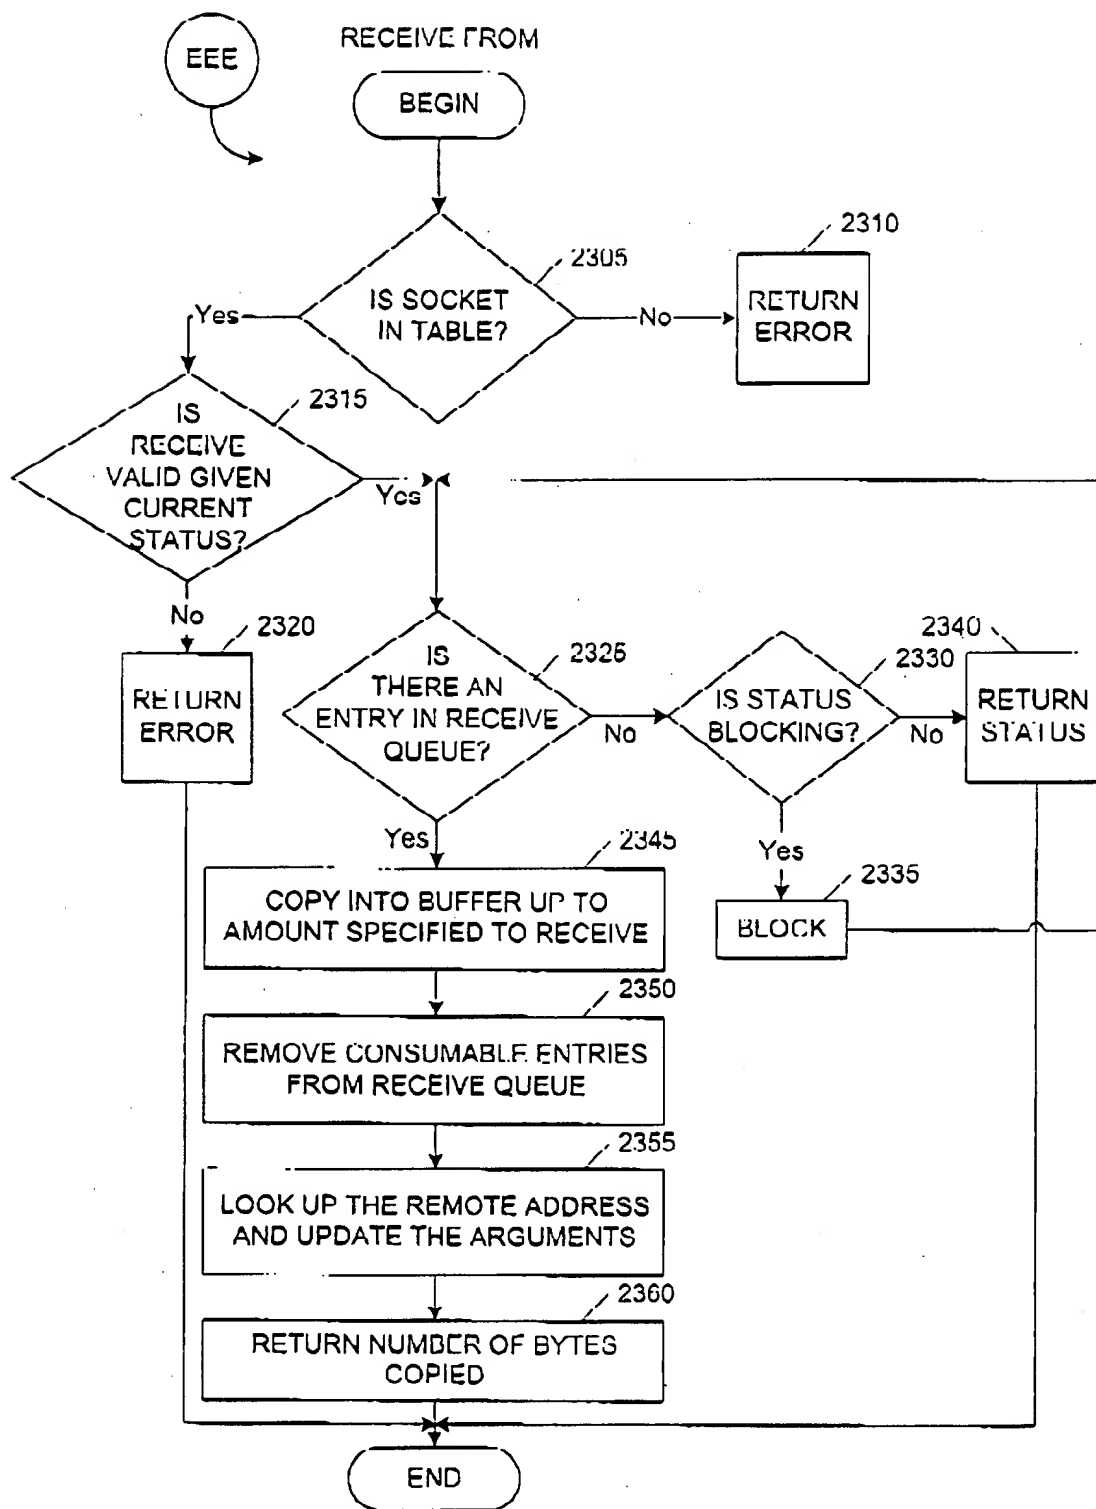 EEE
RECEIVE FROM
BEGIN
2305
IS SOCKET
IN TABLE?
2310
RETURN
ERROR
Yes
No
2315
IS
RECEIVE
VALID GIVEN
CURRENT
STATUS?
Yes
No
2320
RETURN
ERROR
2325
IS
THERE AN
ENTRY IN RECEIVE
QUEUE?
No
2330
IS STATUS
BLOCKING?
No
2340
RETURN
STATUS
Yes
2345
COPY INTO BUFFER UP TO
AMOUNT SPECIFIED TO RECEIVE
Yes
2335
BLOCK
2350
REMOVE CONSUMABLE ENTRIES
FROM RECEIVE QUEUE
2355
LOOK UP THE REMOTE ADDRESS
AND UPDATE THE ARGUMENTS
2360
RETURN NUMBER OF BYTES
COPIED
END